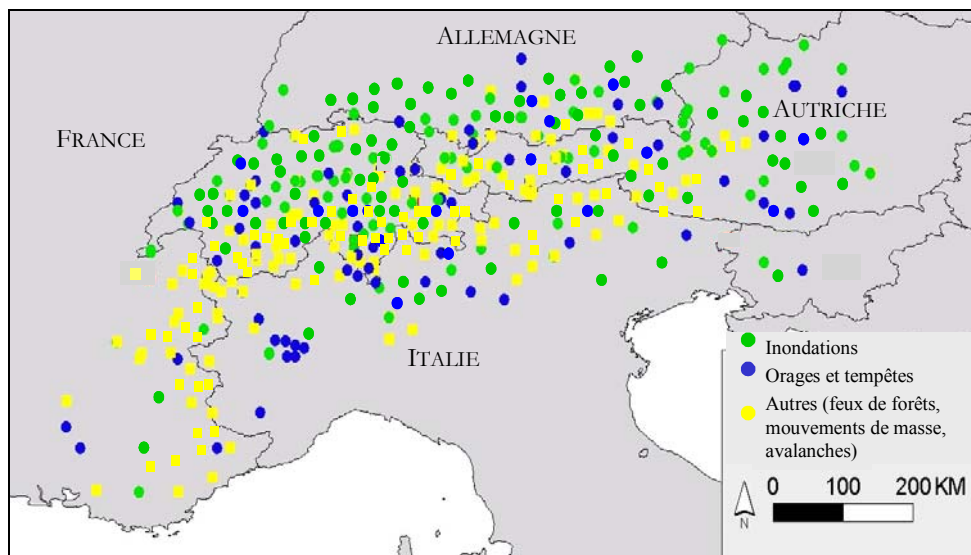 ALLEMAGNE
FRANCE
AUTRICHE
ITALIE
Inondations
Orages et tempêtes
Autres (feux de forêts,
mouvements de masse,
avalanches)
N
0 100 200 KM